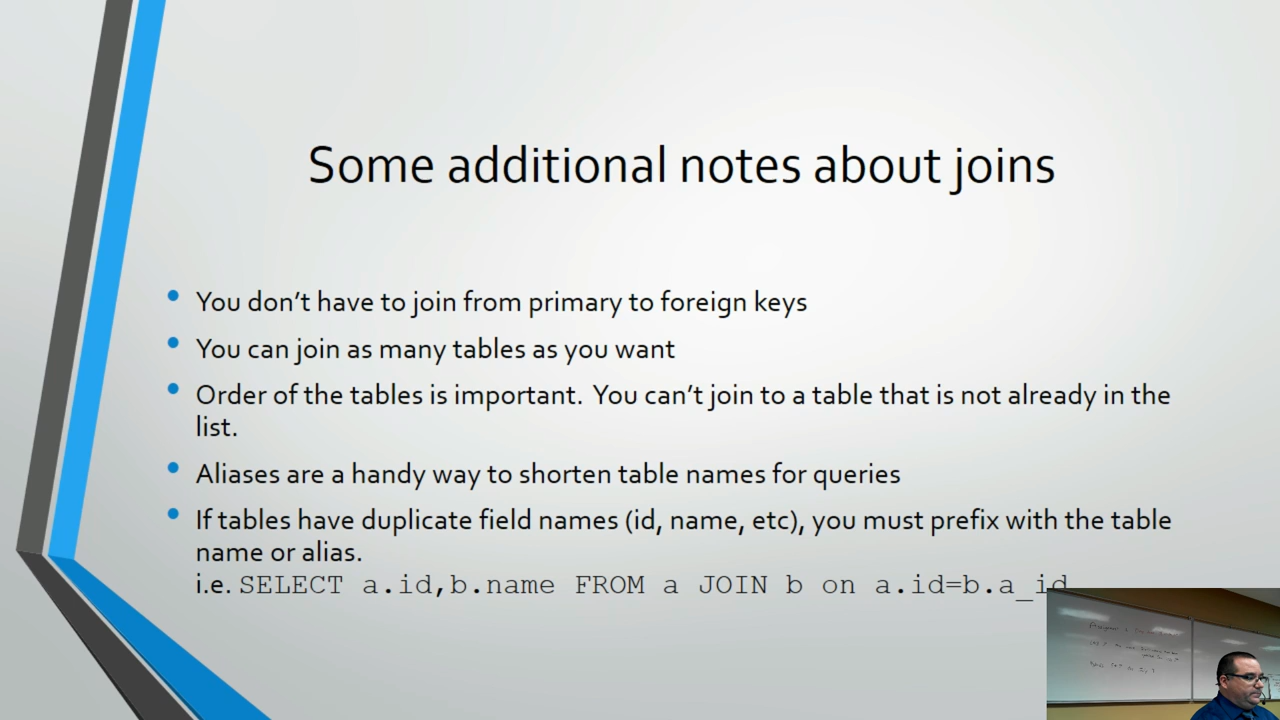 Some additional notes about joins
You don't have to join from primary to foreign keys
You can join as many tables as you want
Order of the tables is important.  You can't join to a table that is not already in the
list.
Aliases are a handy way to shorten table names for queries
If tables have duplicate field names (id, name, etc), you must prefix with the table
name or alias.
i.e. SELECT a.id,b.name FROM a JOIN b on a.id=b.a_id